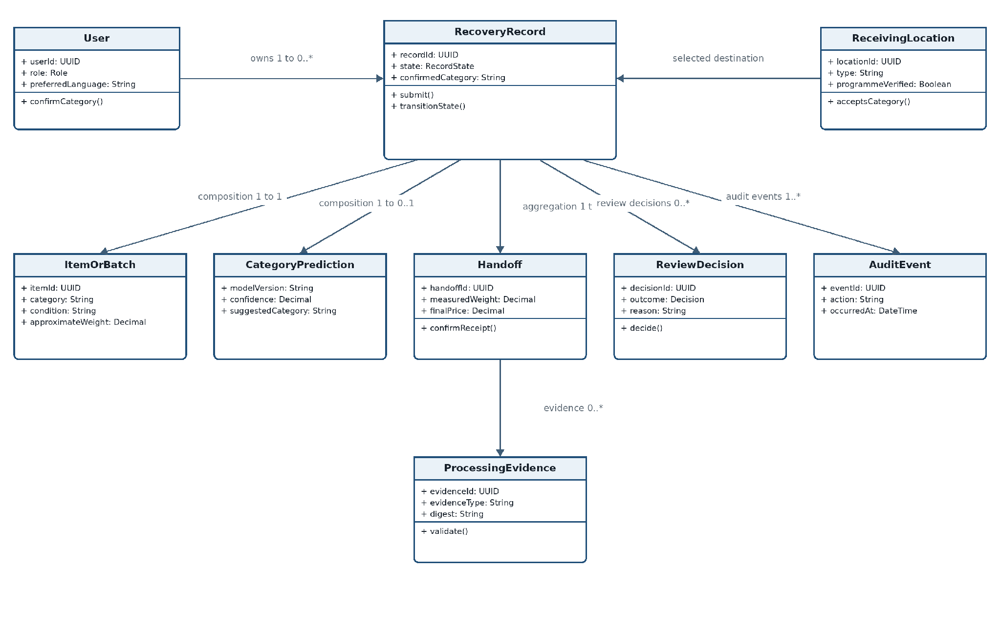 User
+ userId: UUID
+ role: Role
+ preferredLanguage: String
+ confirmCategory()
owns 1 to 0..*
RecoveryRecord
+ recordId: UUID
+ state: RecordState
+ confirmedCategory: String
+ submit()
+ transitionState()
selected destination
ReceivingLocation
+ locationId: UUID
+ type: String
+ programmeVerified: Boolean
+ acceptsCategory()
composition 1 to 1
composition 1 to 0..1
aggregation 1 t
review decisions 0..*
audit events 1..*
ItemOrBatch
+ itemId: UUID
+ category: String
+ condition: String
+ approximateWeight: Decimal
CategoryPrediction
+ modelVersion: String
+ confidence: Decimal
+ suggestedCategory: String
Handoff
+ handoffId: UUID
+ measuredWeight: Decimal
+ finalPrice: Decimal
+ confirmReceipt()
ReviewDecision
+ decisionId: UUID
+ outcome: Decision
+ reason: String
+ decide()
AuditEvent
+ eventId: UUID
+ action: String
+ occurredAt: DateTime
evidence 0..*
ProcessingEvidence
+ evidenceId: UUID
+ evidenceType: String
+ digest: String
+ validate()